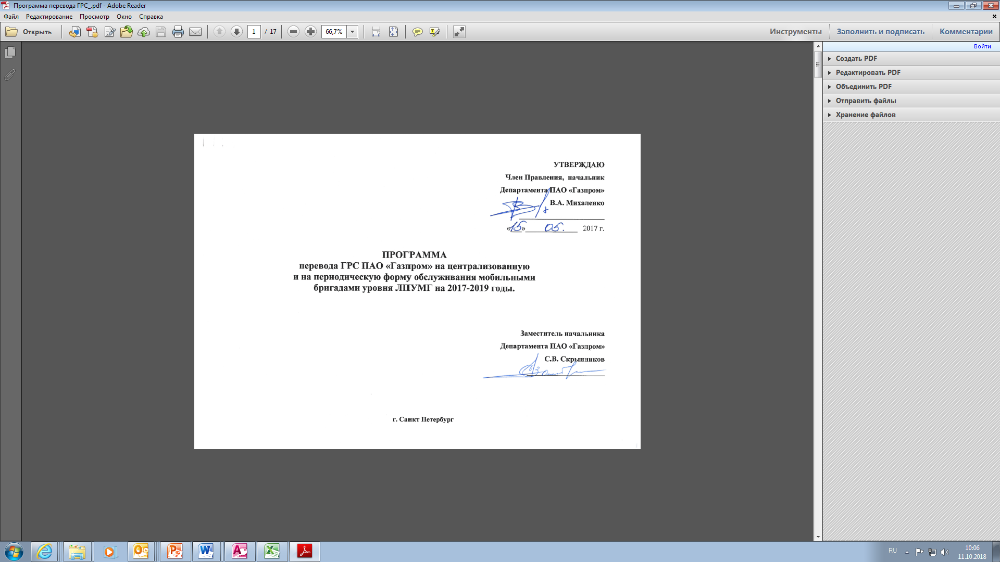 Программа перевода ГРС_.pdf - Adobe Reader
Файл Редактирование Просмотр Окно Справка
Открыть 1 / 17 66,7% Инструменты Заполнить и подписать Комментарии
Войти
Создать PDF
Редактировать PDF
Объединить PDF
Отправить файлы
Хранение файлов
УТВЕРЖДАЮ
Член Правления, начальник
Департамента ПАО «Газпром»
В.А. Михаленко
«15» 05. 2017 г.
ПРОГРАММА
перевода ГРС ПАО «Газпром» на централизованную
и на периодическую форму обслуживания мобильными
бригадами уровня ЛПУМГ на 2017-2019 годы.
Заместитель начальника
Департамента ПАО «Газпром»
С.В. Скрынников
г. Санкт Петербург
RU
10:06
11.10.2018